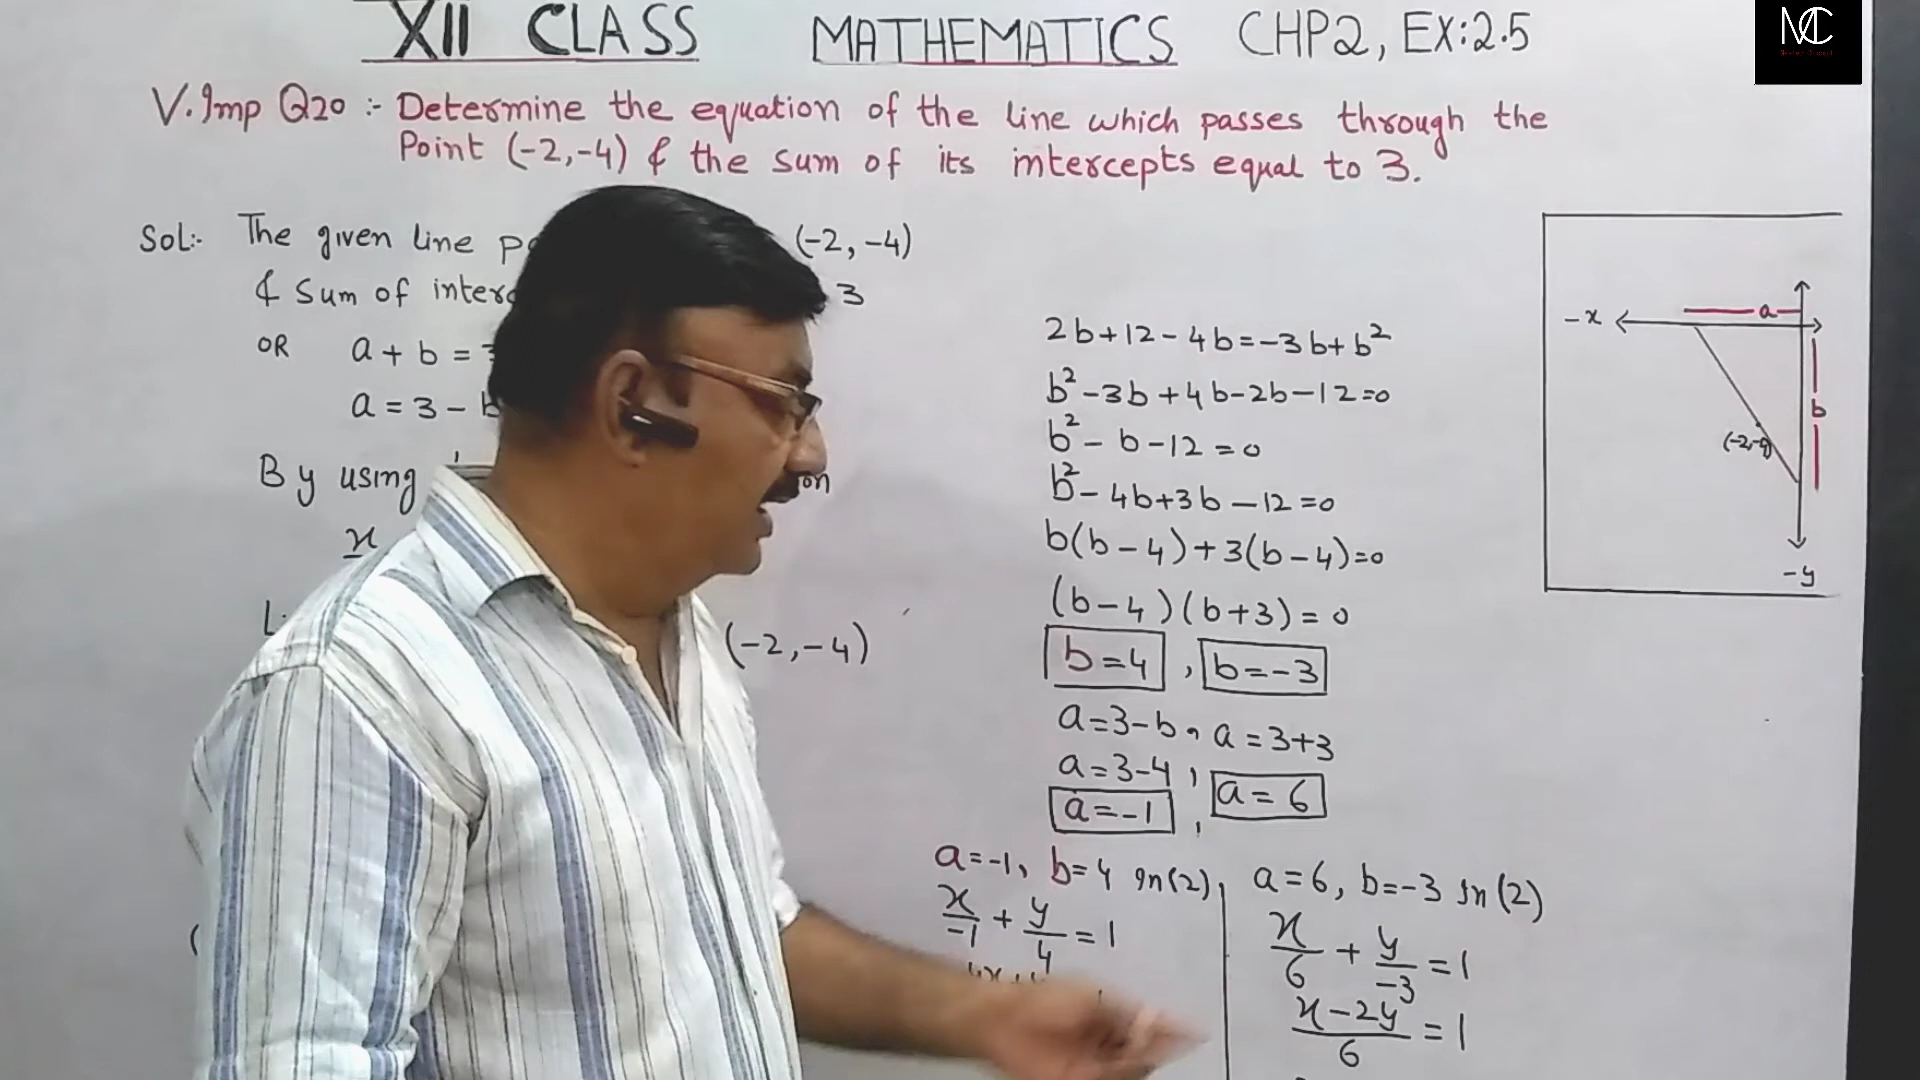 XII CLASS MATHEMATICS CHP2, EX:2.5
MC
V. Imp Q20 :- Determine the equation of the line which passes through the
Point (-2,-4) & the sum of its intercepts equal to 3.
Sol:- The given line (-2, -4)
& Sum of 3
OR a + b =
a = 3 -
By using
x
(-2, -4)
2b+12-4b=-3b+b²
b²-3b+4b-2b-12=0
b²-b-12=0
b²-4b+3b-12=0
b(b-4)+3(b-4)=0
(b-4)(b+3)=0
b=4 , b=-3
a=3-b, a=3+3
a=3-4, a=6
a=-1 ,
a=-1, b=4 In(2), a=6, b=-3 In(2)
x/-1 + y/4 = 1
x/6 + y/-3 = 1
x-2y/6 = 1
-x
a
b
(-2,-4)
-y